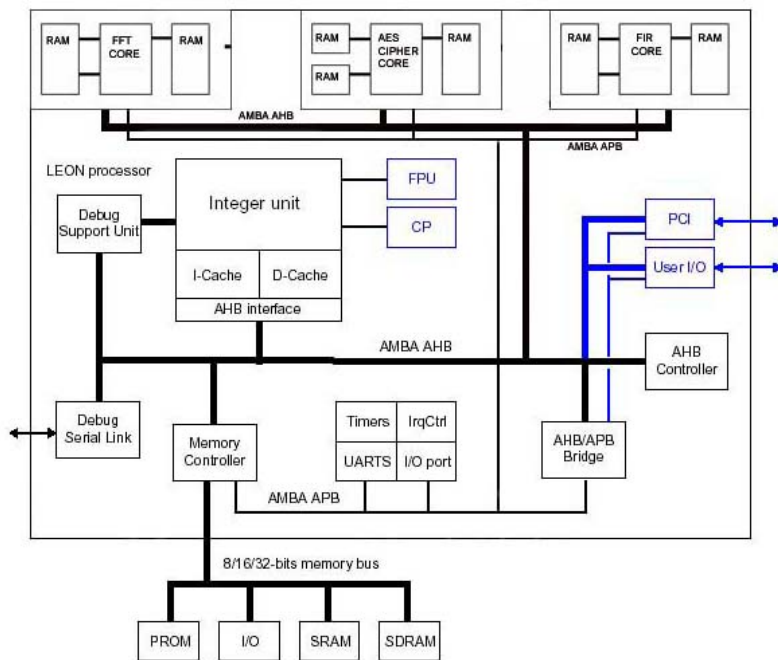 RAM
FFT
CORE
RAM
RAM
RAM
AES
CIPHER
CORE
RAM
RAM
FIR
CORE
RAM
AMBA AHB
AMBA APB
LEON processor
Debug
Support Unit
Integer unit
FPU
CP
I-Cache
D-Cache
AHB interface
PCI
User I/O
AMBA AHB
AHB
Controller
Debug
Serial Link
Memory
Controller
Timers
IrqCtrl
UARTS
I/O port
AHB/APB
Bridge
AMBA APB
8/16/32-bits memory bus
PROM
I/O
SRAM
SDRAM